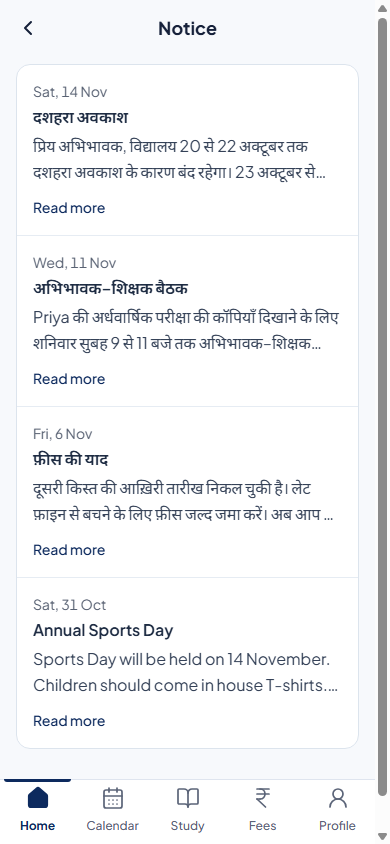 Notice
Sat, 14 Nov
दशहरा अवकाश
प्रिय अभिभावक, विद्यालय 20 से 22 अक्टूबर तक
दशहरा अवकाश के कारण बंद रहेगा। 23 अक्टूबर से...
Read more
Wed, 11 Nov
अभिभावक–शिक्षक बैठक
Priya की अर्धवार्षिक परीक्षा की कॉपियाँ दिखाने के लिए
शनिवार सुबह 9 से 11 बजे तक अभिभावक–शिक्षक...
Read more
Fri, 6 Nov
फ़ीस की याद
दूसरी किस्त की आख़िरी तारीख निकल चुकी है। लेट
फ़ाइन से बचने के लिए फ़ीस जल्द जमा करें। अब आप ...
Read more
Sat, 31 Oct
Annual Sports Day
Sports Day will be held on 14 November.
Children should come in house T-shirts....
Read more
Home
Calendar
Study
Fees
Profile